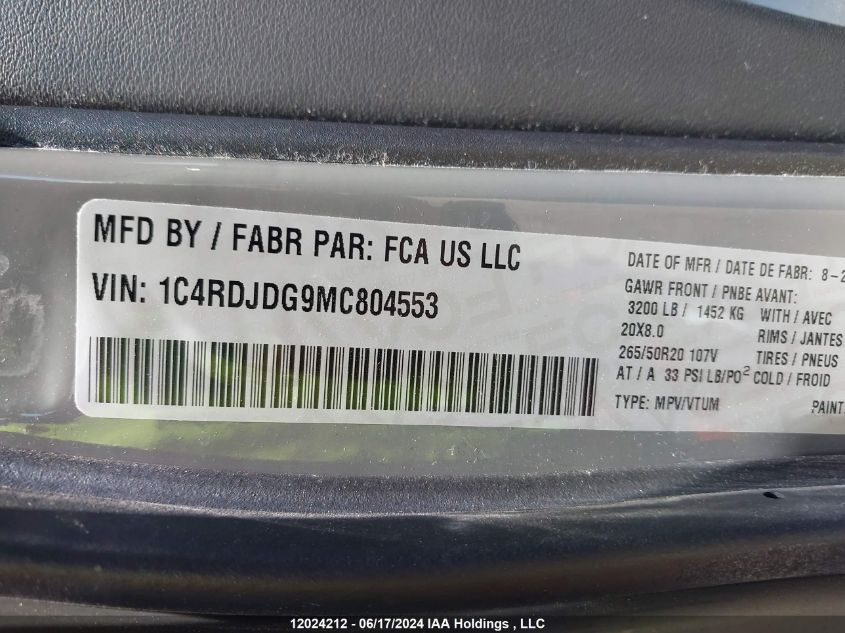 MFD BY / FABR PAR: FCA US LLC
VIN: 1C4RDJDG9MC804553
DATE OF MFR / DATE DE FABR: 8-2
GAWR FRONT / PNBE AVANT:
3200 LB / 1452 KG WITH / AVEC
20X8.0 RIMS / JANTES
265/50R20 107V TIRES / PNEUS
AT / A 33 PSI LB/PO² COLD / FROID
TYPE: MPV/VTUM PAINT
12024212 - 06/17/2024 IAA Holdings , LLC